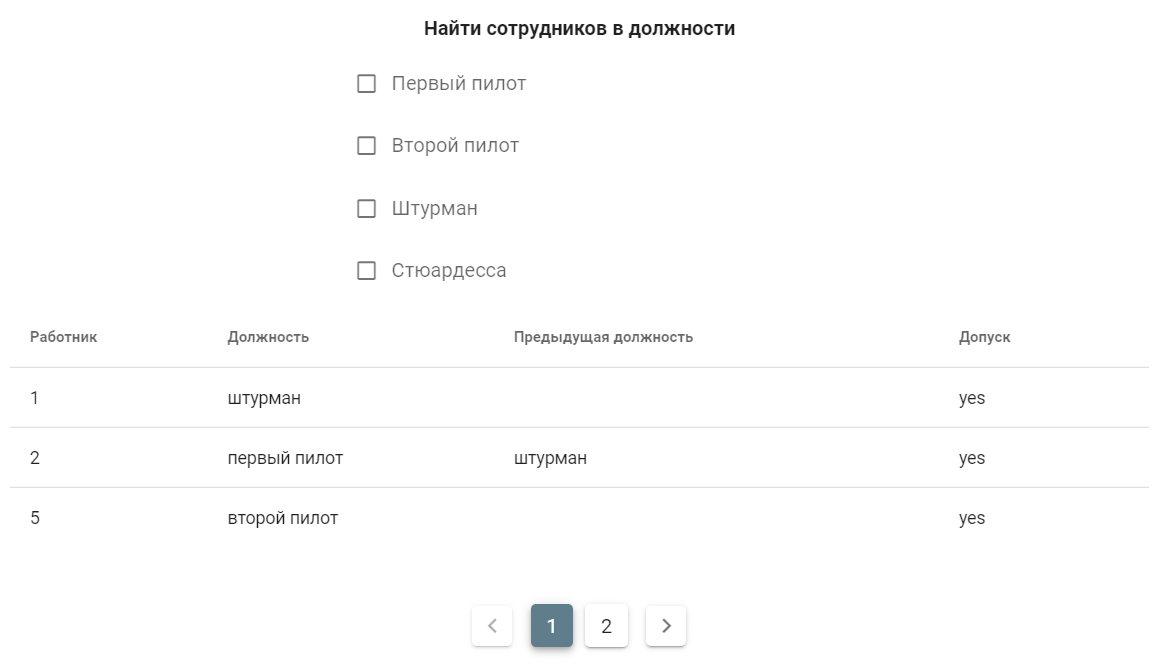 Найти сотрудников в должности
Первый пилот
Второй пилот
Штурман
Стюардесса
Работник Должность Предыдущая должность Допуск
1 штурман yes
2 первый пилот штурман yes
5 второй пилот yes
1 2